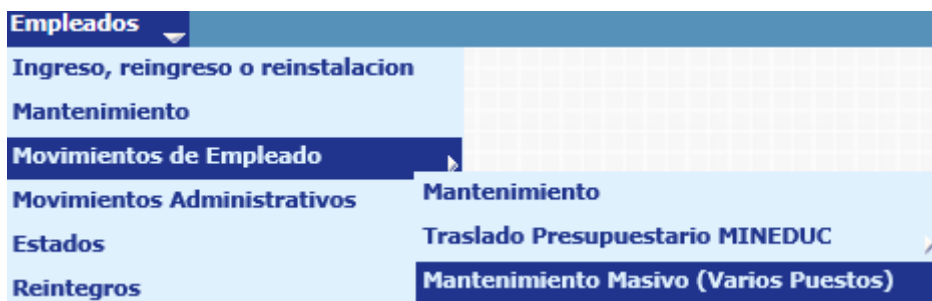 Empleados
Ingreso, reingreso o reinstalacion
Mantenimiento
Movimientos de Empleado
Movimientos Administrativos
Estados
Reintegros
Mantenimiento
Traslado Presupuestario MINEDUC
Mantenimiento Masivo (Varios Puestos)